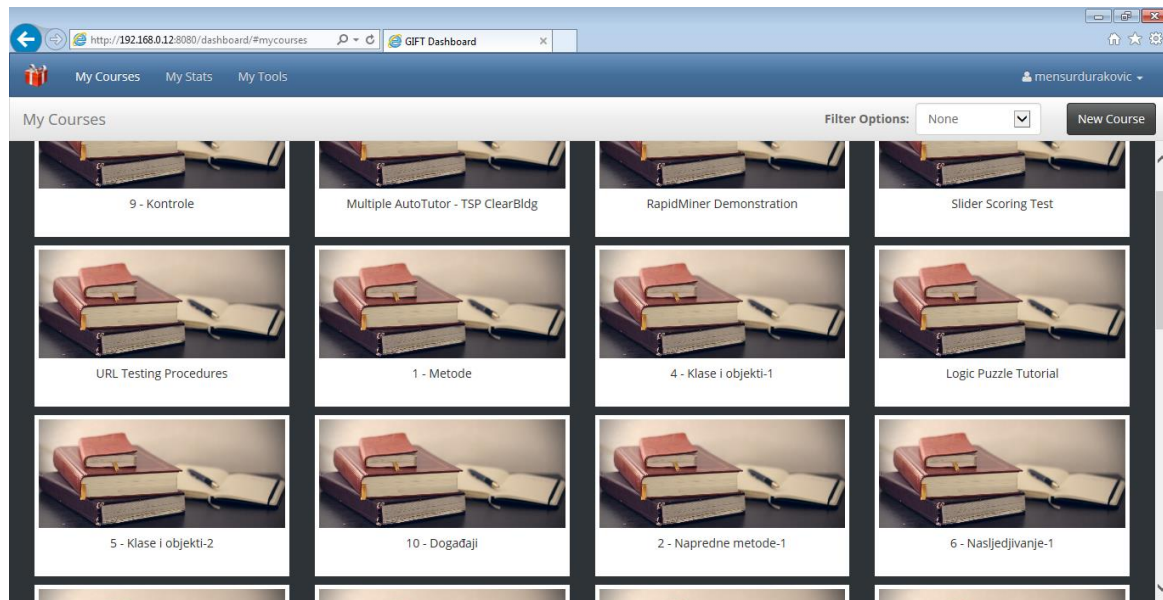 http://192.168.0.12:8080/dashboard/#mycourses
GIFT Dashboard
My Courses My Stats My Tools
mensurdurakovic
My Courses
Filter Options: None
New Course
9 - Kontrole
Multiple AutoTutor - TSP ClearBldg
RapidMiner Demonstration
Slider Scoring Test
URL Testing Procedures
1 - Metode
4 - Klase i objekti-1
Logic Puzzle Tutorial
5 - Klase i objekti-2
10 - Događaji
2 - Napredne metode-1
6 - Nasljedjivanje-1